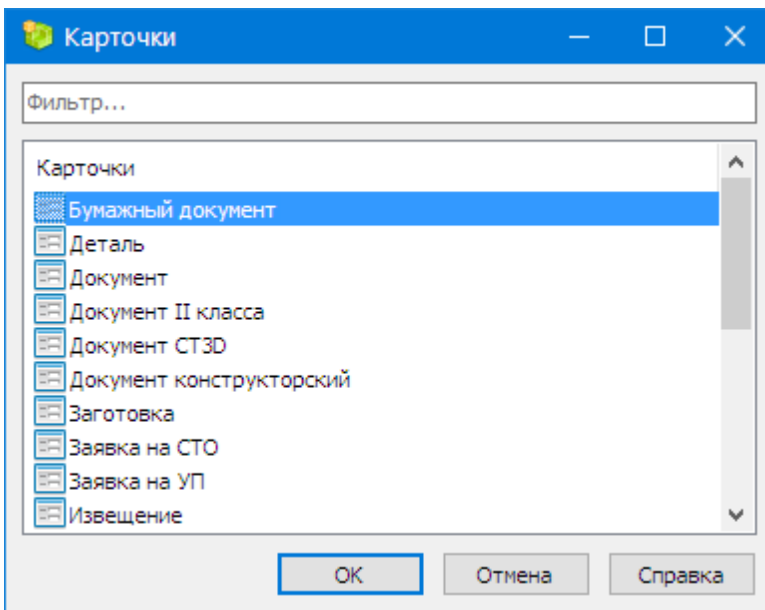 Карточки
Фильтр...
Карточки
Бумажный документ
Деталь
Документ
Документ II класса
Документ СТ3D
Документ конструкторский
Заготовка
Заявка на СТО
Заявка на УП
Извещение
ОК
Отмена
Справка